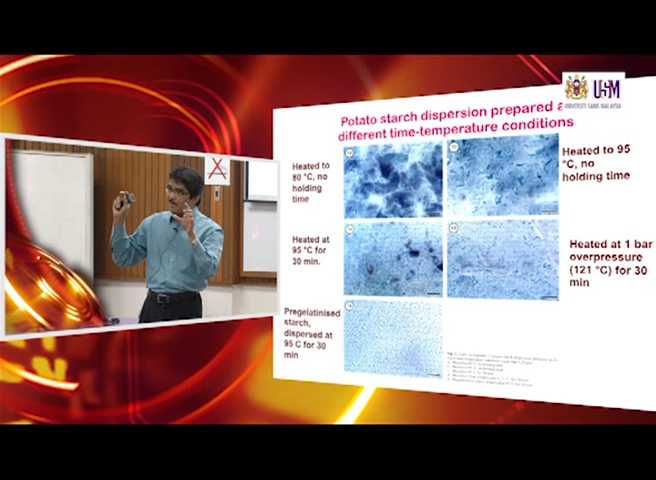 USM
UNIVERSITI SAINS MALAYSIA
Potato starch dispersion prepared
different time-temperature conditions
Heated to
80 °C, no
holding
time
Heated to 95
°C, no
holding time
Heated at
95 °C for
30 min.
Heated at 1 bar
overpressure
(121 °C) for 30
min
Pregelatinised
starch,
dispersed at
95 C for 30
min